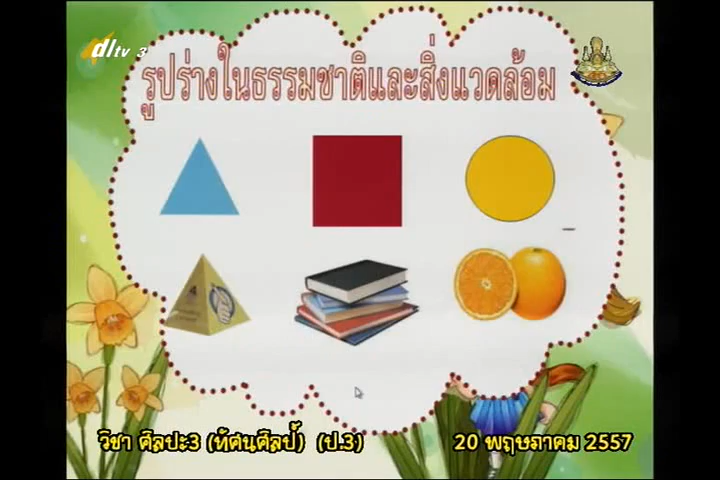 dltv 3
รูปร่างในธรรมชาติและสิ่งแวดล้อม
4
วิชา ศิลปะ3 (ทัศนศิลป์) (ป.3)
20 พฤษภาคม 2557